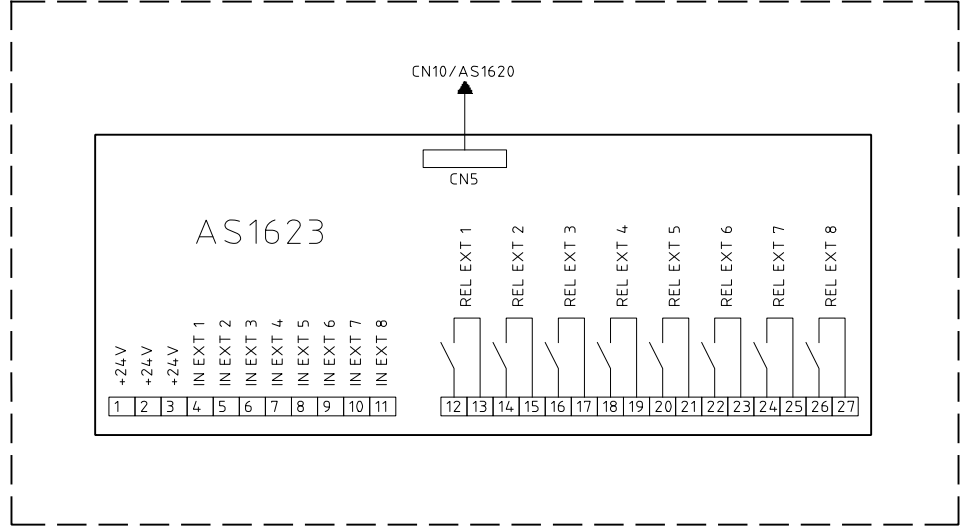 CN10/AS1620
CN5
AS1623
+24V
+24V
+24V
IN EXT 1
IN EXT 2
IN EXT 3
IN EXT 4
IN EXT 5
IN EXT 6
IN EXT 7
IN EXT 8
REL EXT 1
REL EXT 2
REL EXT 3
REL EXT 4
REL EXT 5
REL EXT 6
REL EXT 7
REL EXT 8
1 2 3 4 5 6 7 8 9 10 11
12 13 14 15 16 17 18 19 20 21 22 23 24 25 26 27